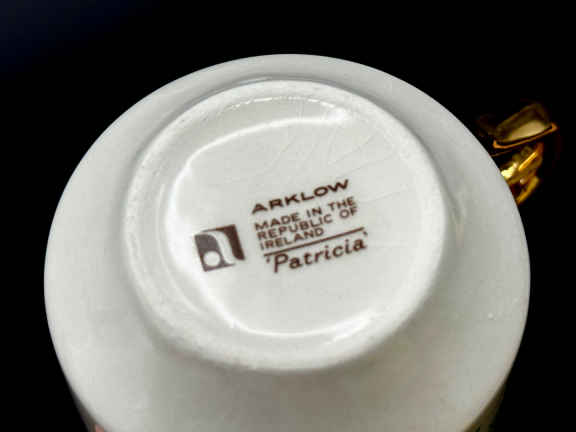 ARKLOW
MADE IN THE
REPUBLIC OF
IRELAND
'Patricia'